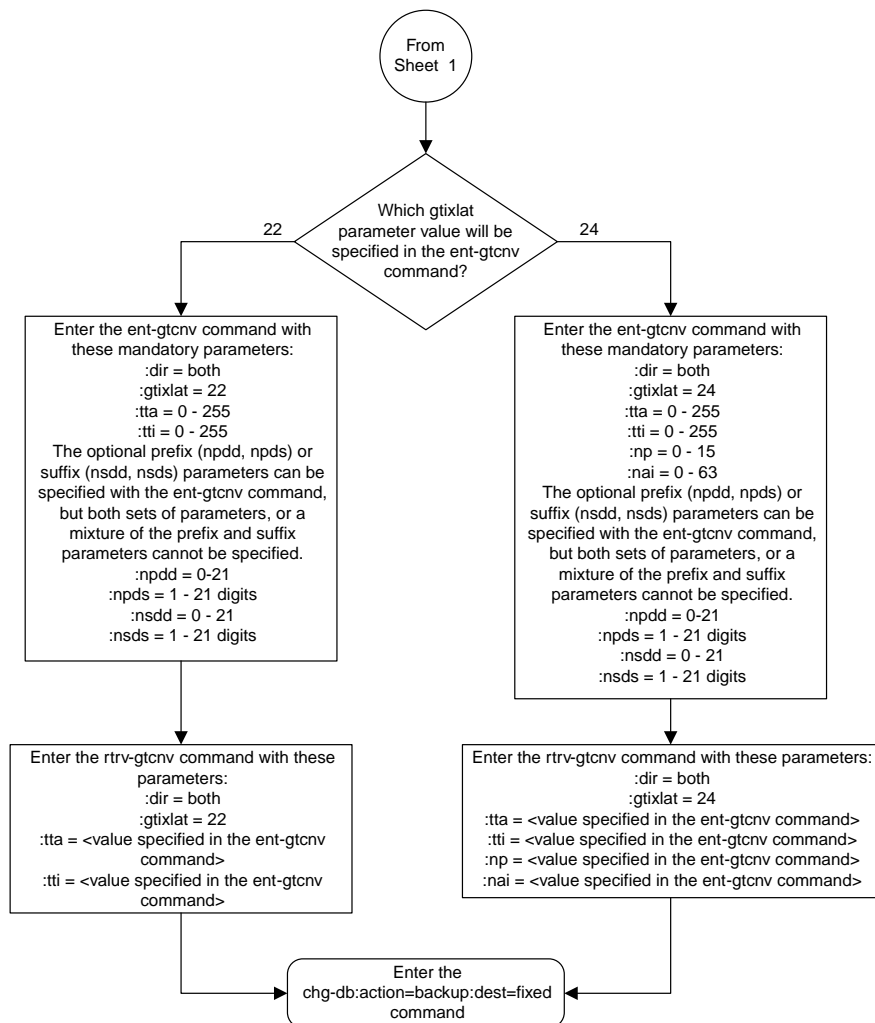 From
Sheet 1
Which gtixlat
parameter value will be
specified in the ent-gtcnv
command?
22
24
Enter the ent-gtcnv command with
these mandatory parameters:
:dir = both
:gtixlat = 22
:tta = 0 - 255
:tti = 0 - 255
The optional prefix (npdd, npds) or
suffix (nsdd, nsds) parameters can be
specified with the ent-gtcnv command,
but both sets of parameters, or a
mixture of the prefix and suffix
parameters cannot be specified.
:npdd = 0-21
:npds = 1 - 21 digits
:nsdd = 0 - 21
:nsds = 1 - 21 digits
Enter the ent-gtcnv command with
these mandatory parameters:
:dir = both
:gtixlat = 24
:tta = 0 - 255
:tti = 0 - 255
:np = 0 - 15
:nai = 0 - 63
The optional prefix (npdd, npds) or
suffix (nsdd, nsds) parameters can be
specified with the ent-gtcnv command,
but both sets of parameters, or a
mixture of the prefix and suffix
parameters cannot be specified.
:npdd = 0-21
:npds = 1 - 21 digits
:nsdd = 0 - 21
:nsds = 1 - 21 digits
Enter the rtrv-gtcnv command with these
parameters:
:dir = both
:gtixlat = 22
:tta = <value specified in the ent-gtcnv
command>
:tti = <value specified in the ent-gtcnv
command>
Enter the rtrv-gtcnv command with these parameters:
:dir = both
:gtixlat = 24
:tta = <value specified in the ent-gtcnv command>
:tti = <value specified in the ent-gtcnv command>
:np = <value specified in the ent-gtcnv command>
:nai = <value specified in the ent-gtcnv command>
Enter the
chg-db:action=backup:dest=fixed
command